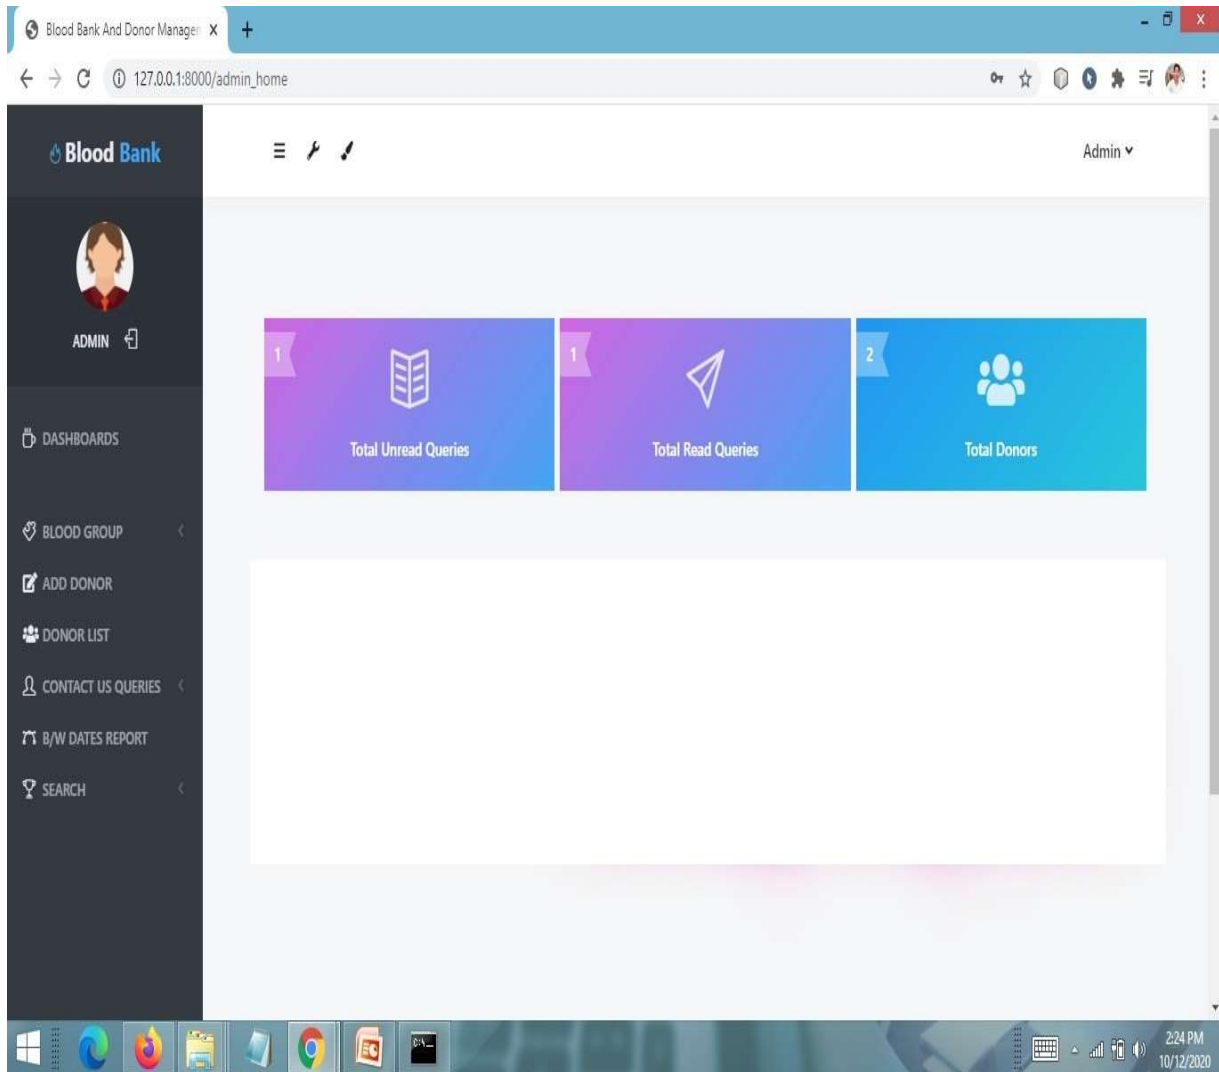 Blood Bank And Donor Manager
127.0.0.1:8000/admin_home
Blood Bank
Admin
ADMIN
DASHBOARDS
BLOOD GROUP
ADD DONOR
DONOR LIST
CONTACT US QUERIES
B/W DATES REPORT
SEARCH
1
Total Unread Queries
1
Total Read Queries
2
Total Donors
2:24 PM
10/12/2020